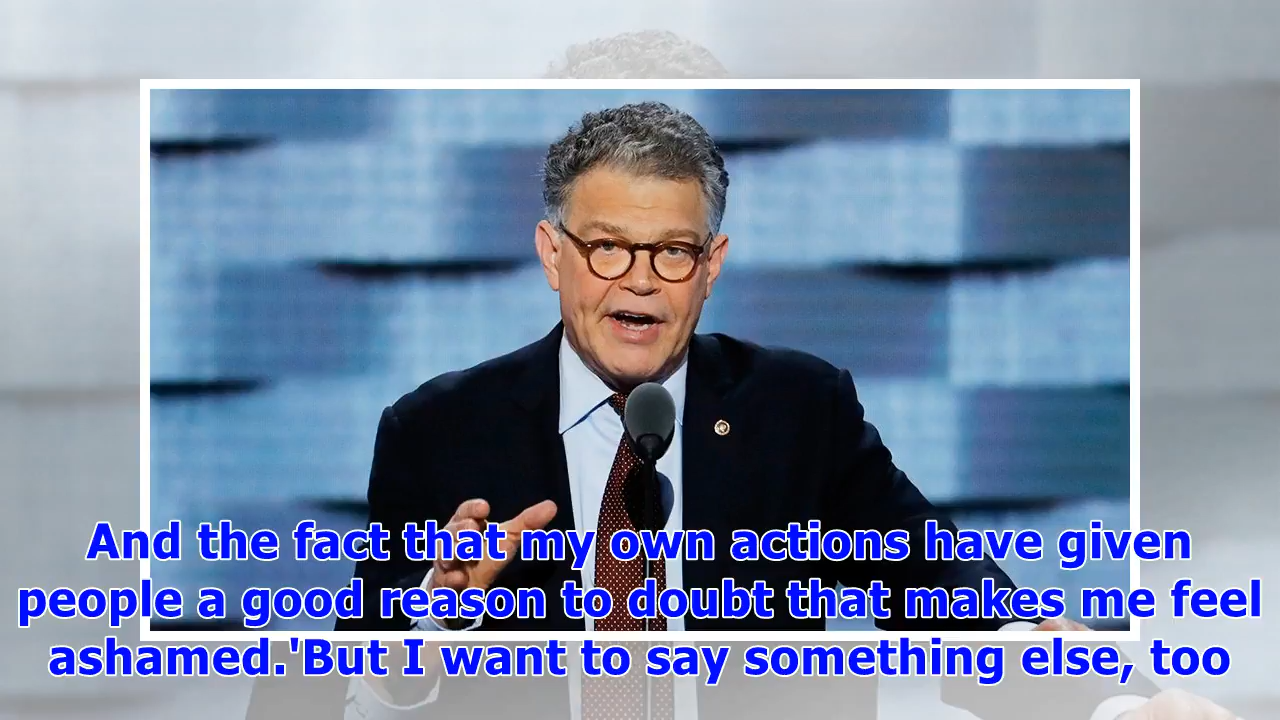 And the fact that my own actions have given
people a good reason to doubt that makes me feel
ashamed.'But I want to say something else, too